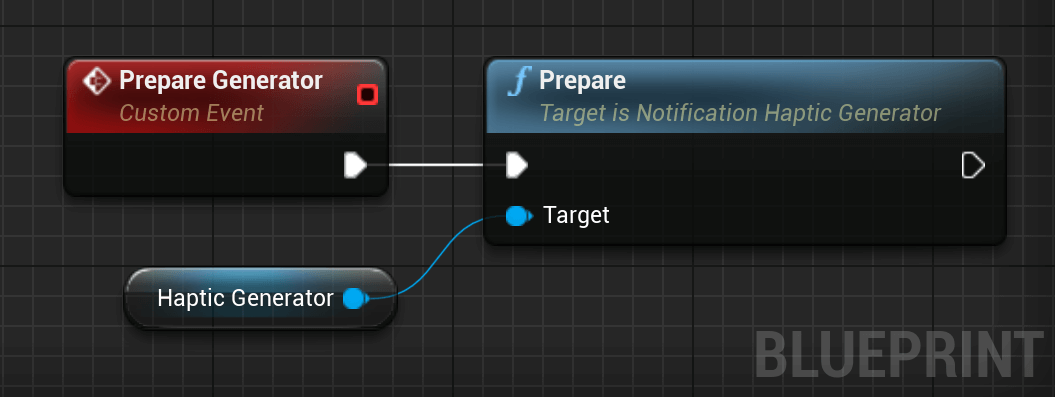 Prepare Generator
Custom Event
Prepare
Target is Notification Haptic Generator
Target
Haptic Generator
BLUEPRINT